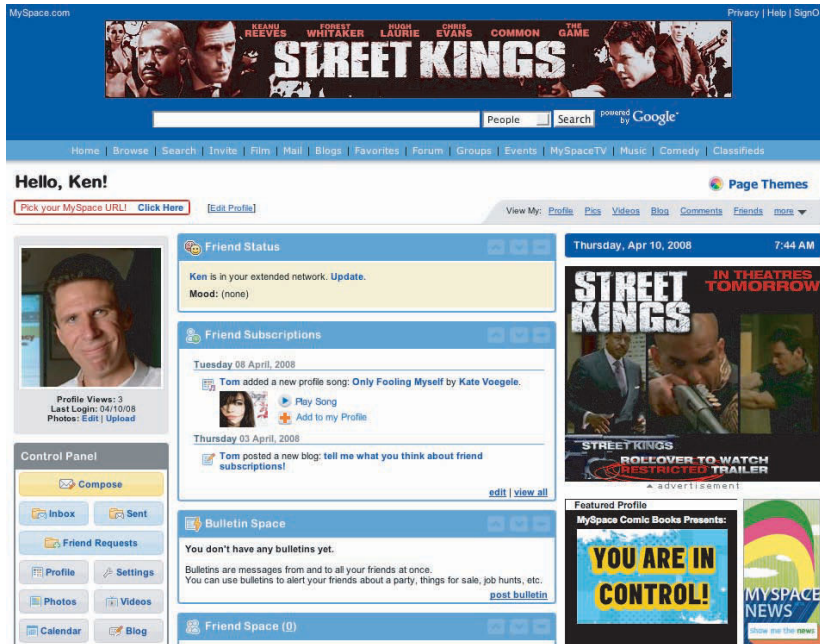 MySpace.com
Privacy | Help | SignO
KEANU REEVES FOREST WHITAKER HUGH LAURIE CHRIS EVANS COMMON THE GAME
STREET KINGS
People Search powered by Google
Home | Browse | Search | Invite | Film | Mail | Blogs | Favorites | Forum | Groups | Events | MySpaceTV | Music | Comedy | Classifieds
Hello, Ken!
Page Themes
Pick your MySpace URL! Click Here [Edit Profile]
View My: Profile Pics Videos Blog Comments Friends more
Profile Views: 3
Last Login: 04/10/08
Photos: Edit | Upload
Control Panel
Compose
Inbox Sent
Friend Requests
Profile Settings
Photos Videos
Calendar Blog
Friend Status
Ken is in your extended network. Update.
Mood: (none)
Friend Subscriptions
Tuesday 08 April, 2008
Tom added a new profile song: Only Fooling Myself by Kate Voegele.
Play Song
Add to my Profile
Thursday 03 April, 2008
Tom posted a new blog: tell me what you think about friend
subscriptions!
edit | view all
Bulletin Space
You don't have any bulletins yet.
Bulletins are messages from and to all your friends at once.
You can use bulletins to alert your friends about a party, things for sale, job hunts, etc.
post bulletin
Friend Space (0)
Thursday, Apr 10, 2008 7:44 AM
STREET
KINGS
IN THEATRES
TOMORROW
STREET KINGS
ROLLOVER TO WATCH
RESTRICTED TRAILER
advertisement
Featured Profile
MySpace Comic Books Presents:
YOU ARE IN
CONTROL!
MYSPACE
NEWS
show me the news